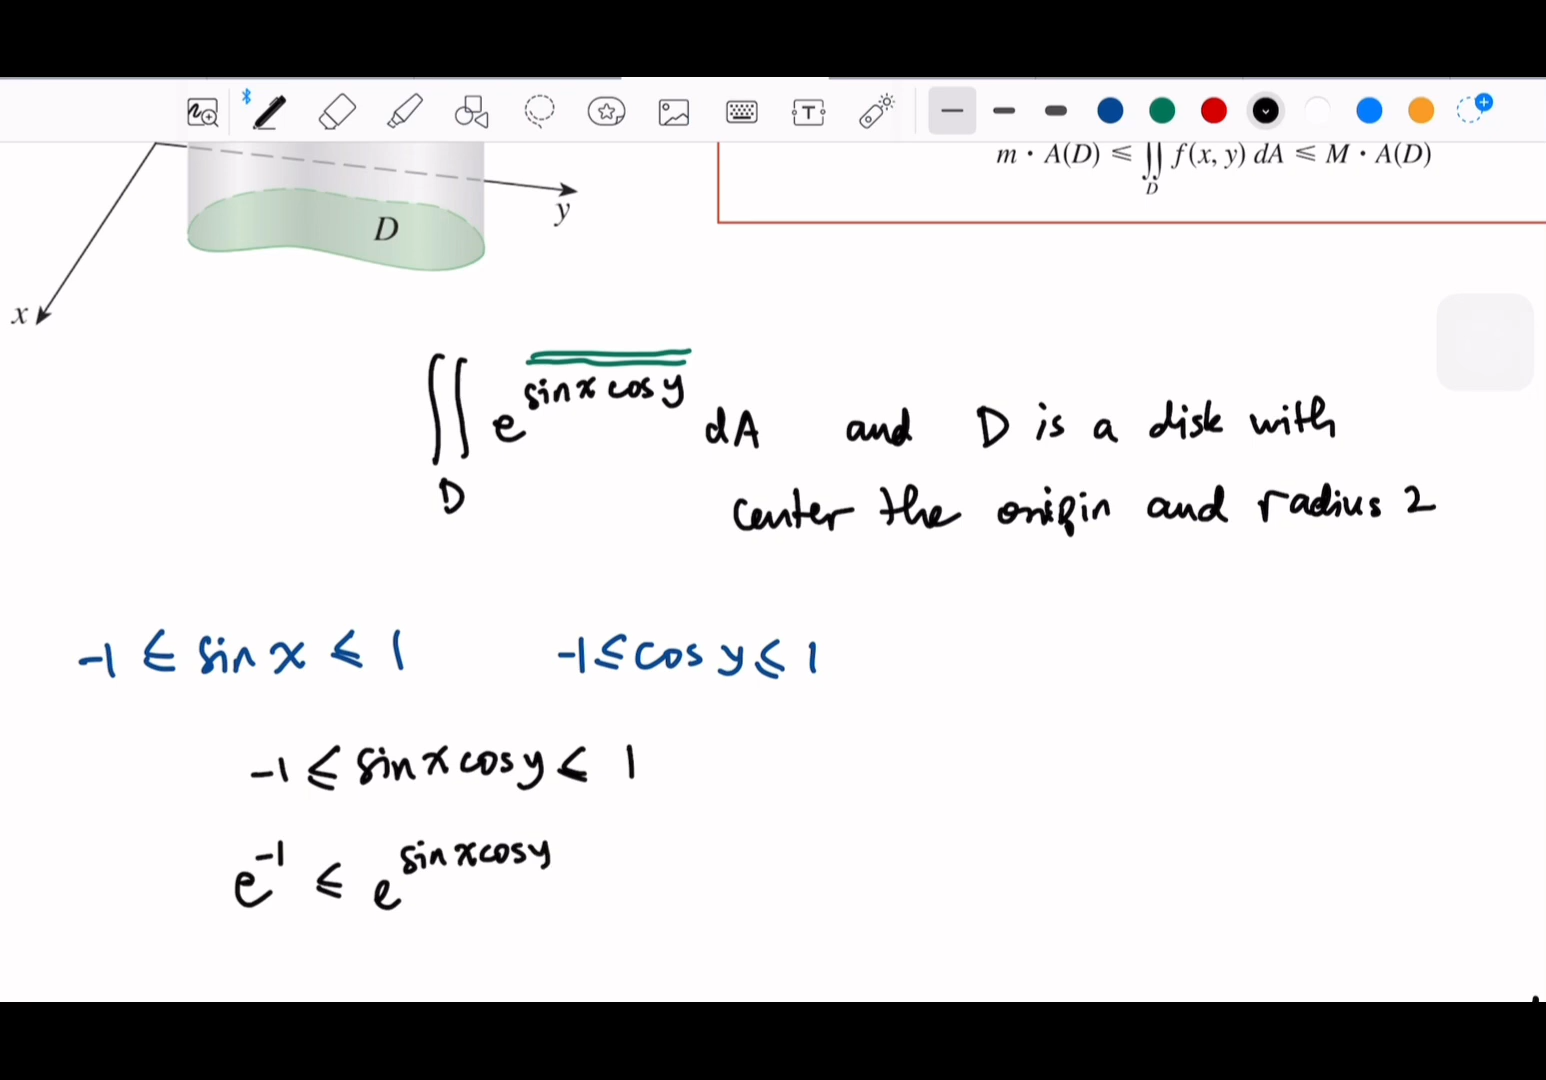 m · A(D) ⩽ ∬_D f(x, y) dA ⩽ M · A(D)
y
D
x
∬_D e^{sin x cos y} dA and D is a disk with
center the origin and radius 2
-1 ≤ sin x ≤ 1 -1 ≤ cos y ≤ 1
-1 ≤ sin x cos y ≤ 1
e^{-1} ≤ e^{sin x cos y}